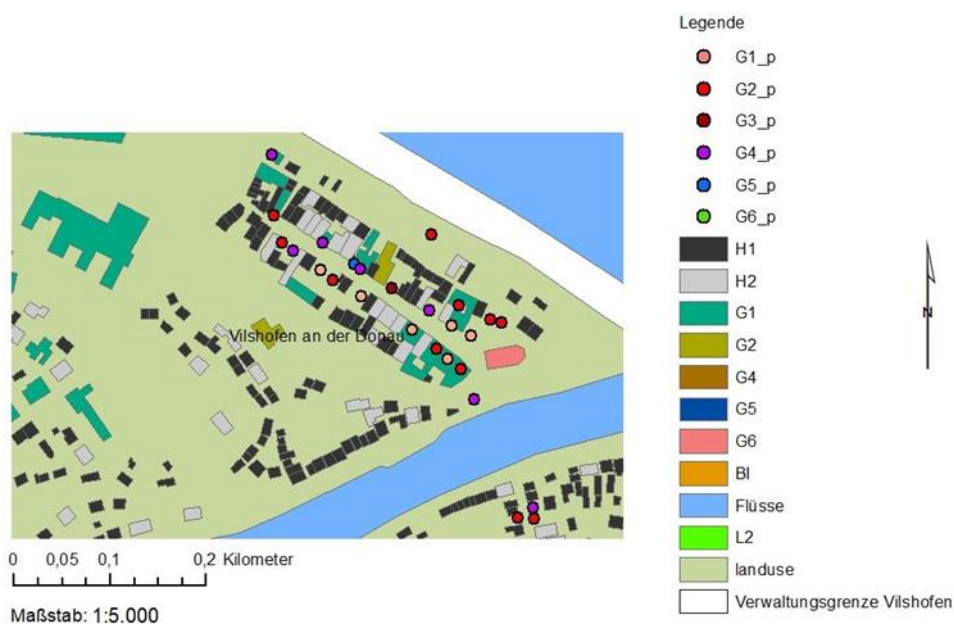 Legende
G1_p
G2_p
G3_p
G4_p
G5_p
G6_p
H1
H2
G1
G2
G4
G5
G6
BI
Flüsse
L2
landuse
Verwaltungsgrenze Vilshofen
N
Vilshofen an der Donau
0 0,05 0,1 0,2 Kilometer
Maßstab: 1:5.000